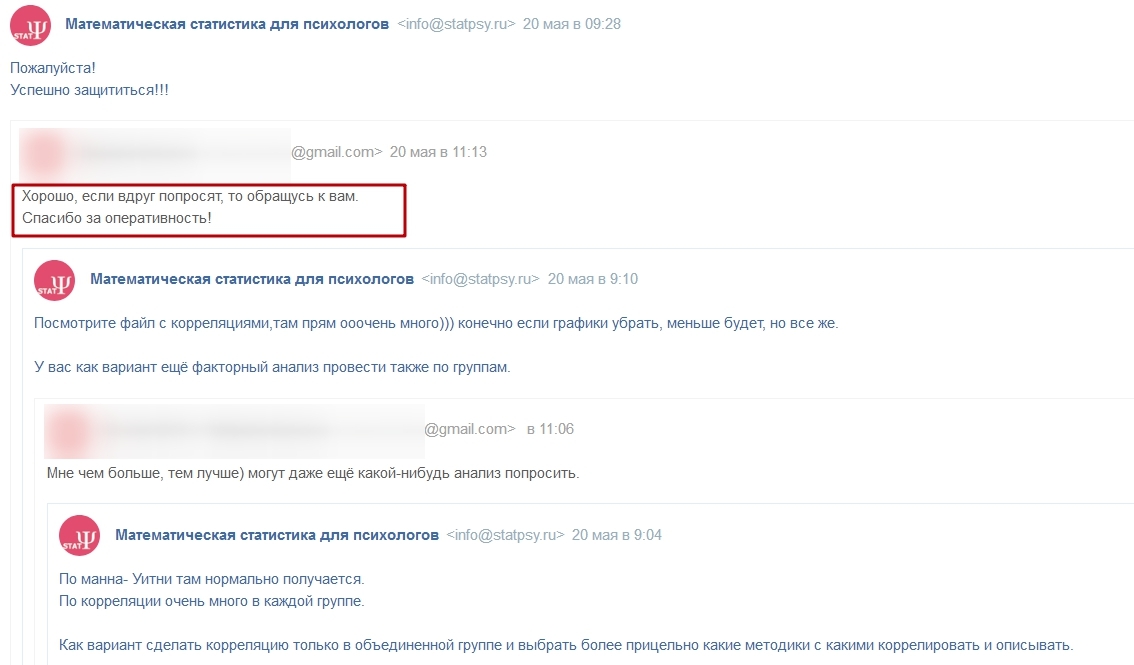 STAT Ψ
Математическая статистика для психологов <info@statpsy.ru> 20 мая в 09:28
Пожалуйста!
Успешно защититься!!!
@gmail.com> 20 мая в 11:13
Хорошо, если вдруг попросят, то обращусь к вам.
Спасибо за оперативность!
STAT Ψ
Математическая статистика для психологов <info@statpsy.ru> 20 мая в 9:10
Посмотрите файл с корреляциями,там прям ооочень много))) конечно если графики убрать, меньше будет, но все же.
У вас как вариант ещё факторный анализ провести также по группам.
@gmail.com> в 11:06
Мне чем больше, тем лучше) могут даже ещё какой-нибудь анализ попросить.
STAT Ψ
Математическая статистика для психологов <info@statpsy.ru> 20 мая в 9:04
По манна- Уитни там нормально получается.
По корреляции очень много в каждой группе.
Как вариант сделать корреляцию только в объединенной группе и выбрать более прицельно какие методики с какими коррелировать и описывать.